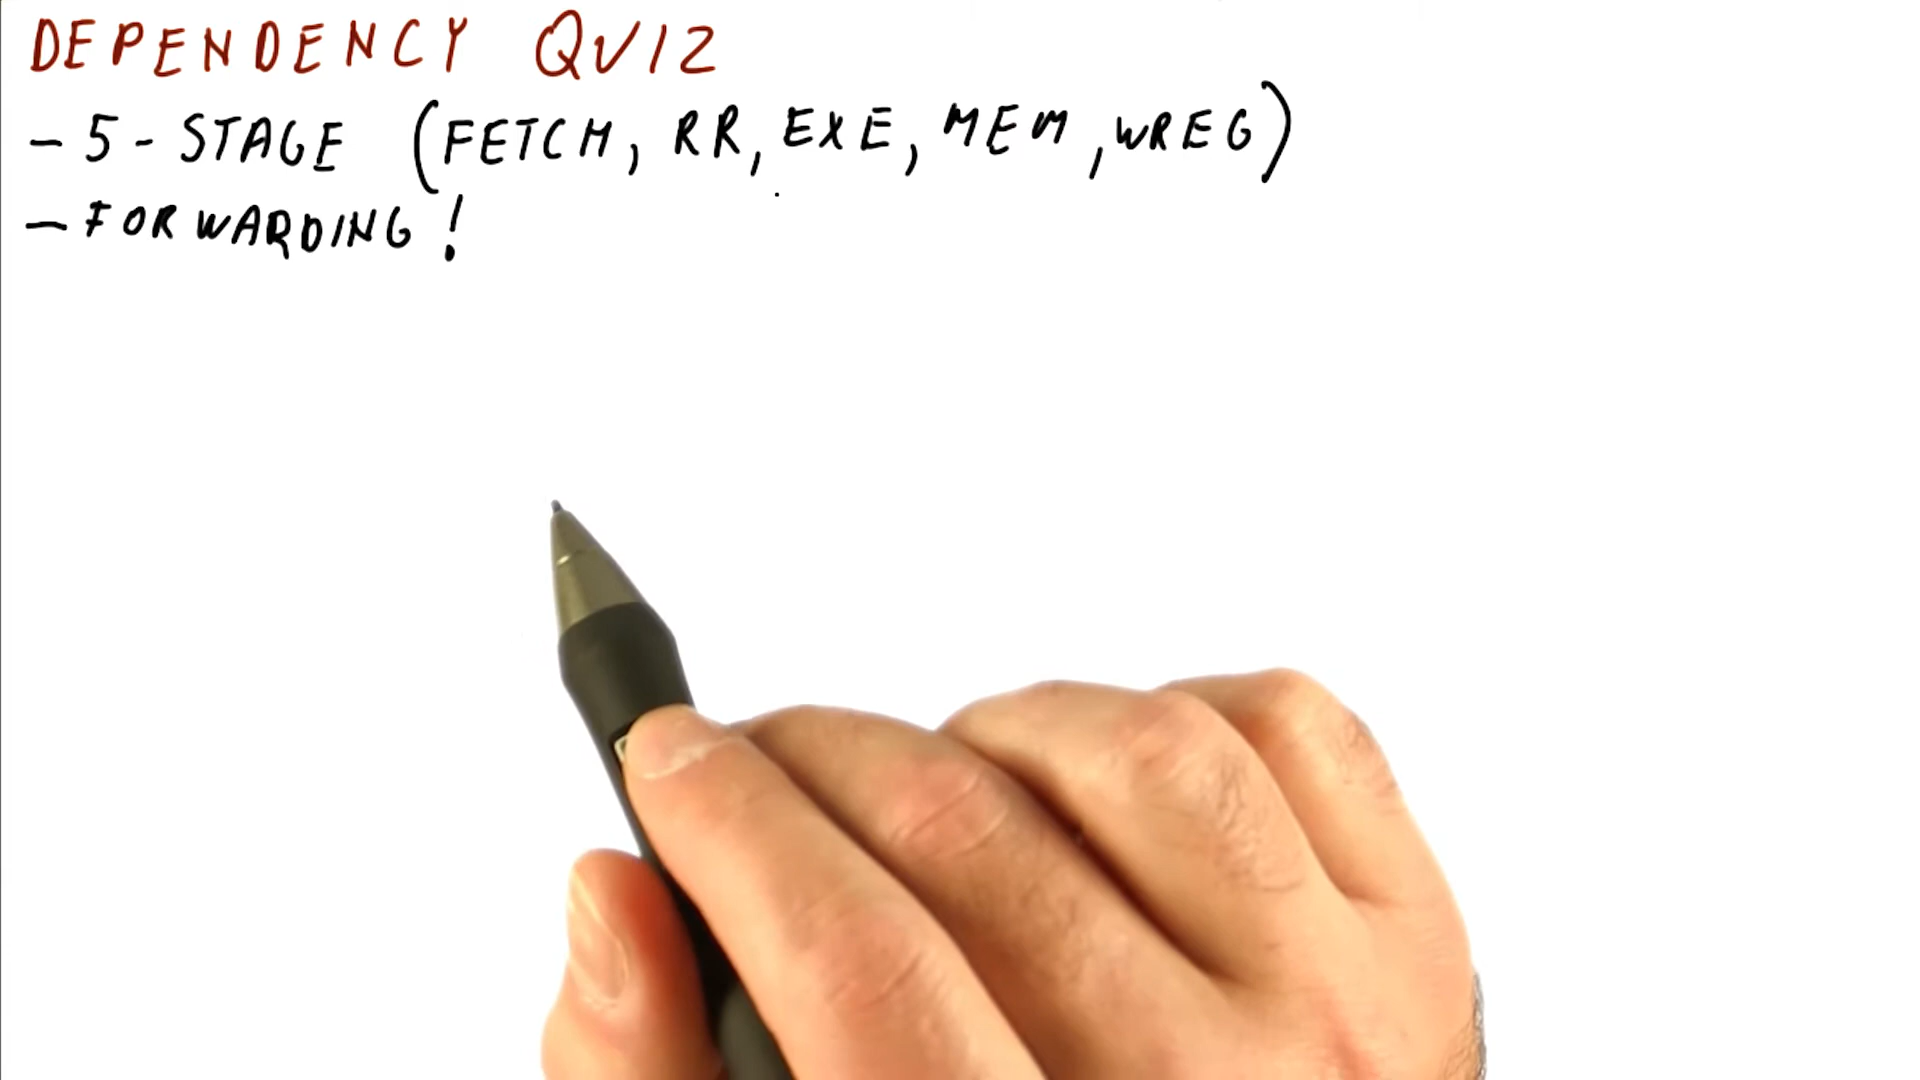 DEPENDENCY QUIZ
- 5-STAGE (FETCH, RR, EXE, MEM, WREG)
- FORWARDING!